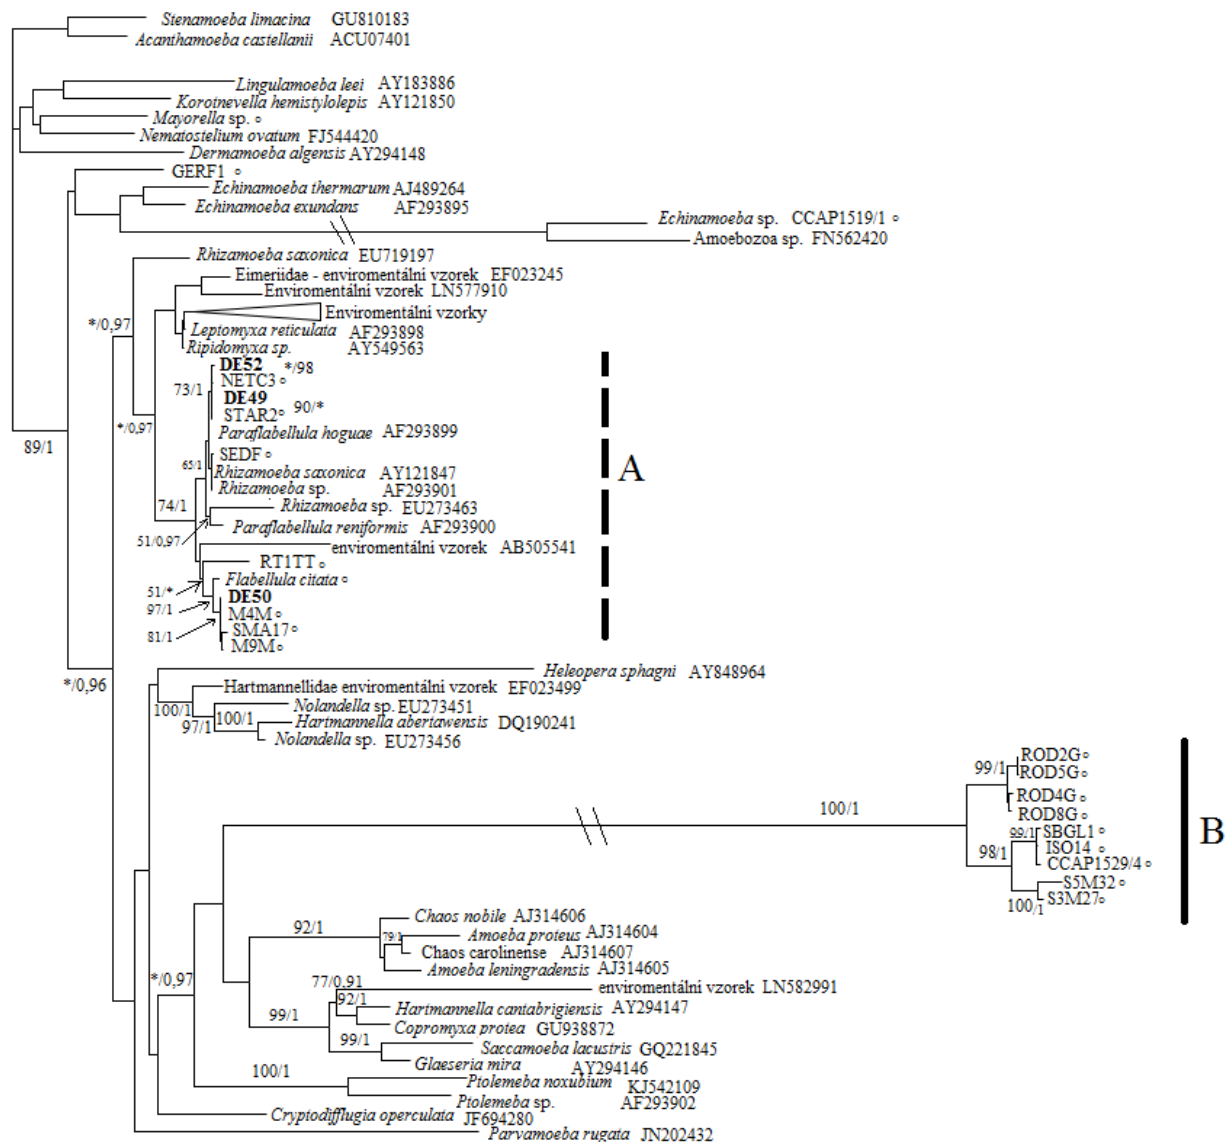 Stenamoeba limacina GU810183
Acanthamoeba castellanii ACU07401
Lingulamoeba leei AY183886
Korotnevella hemistylolepis AY121850
Mayorella sp. ○
Nematostelium ovatum FJ544420
Dermamoeba algensis AY294148
GERF1 ○
Echinamoeba thermarum AJ489264
Echinamoeba exundans AF293895
Echinamoeba sp. CCAP1519/1 ○
Amoebozoa sp. FN562420
Rhizamoeba saxonica EU719197
Eimeriidae - enviromentálni vzorek EF023245
Enviromentálni vzorek LN577910
Enviromentálni vzorky
*/0,97
Leptomyxa reticulata AF293898
Ripidomyxa sp. AY549563
DE52 */98
NETC3 ○
73/1
DE49
STAR2 ○ 90/*
*/0,97
Paraflabellula hoguae AF293899
89/1
SEDF ○
65/1
Rhizamoeba saxonica AY121847
A
Rhizamoeba sp. AF293901
74/1
Rhizamoeba sp. EU273463
Paraflabellula reniformis AF293900
51/0,97
enviromentálni vzorek AB505541
RT1TT ○
Flabellula citata ○
51/*
DE50
97/1
M4M ○
SMA17 ○
81/1
M9M ○
Heleopera sphagni AY848964
*/0,96
Hartmannellidae enviromentálni vzorek EF023499
100/1
Nolandella sp. EU273451
97/1
100/1
Hartmannella abertawensis DQ190241
Nolandella sp. EU273456
ROD2G ○
99/1
ROD5G ○
ROD4G ○
100/1
ROD8G ○
99/1
SBGL1 ○
B
ISO14 ○
98/1
CCAP1529/4 ○
S5M32 ○
S3M27 ○
100/1
Chaos nobile AJ314606
92/1
Amoeba proteus AJ314604
79/1
Chaos carolinense AJ314607
Amoeba leningradensis AJ314605
*/0,97
77/0,91
enviromentálni vzorek LN582991
92/1
Hartmannella cantabrigiensis AY294147
99/1
Copromyxa protea GU938872
99/1
Saccamoeba lacustris GQ221845
Glaeseria mira AY294146
100/1
Ptolemeba noxubium KJ542109
Ptolemeba sp. AF293902
Cryptodifflugia operculata JF694280
Parvamoeba rugata JN202432